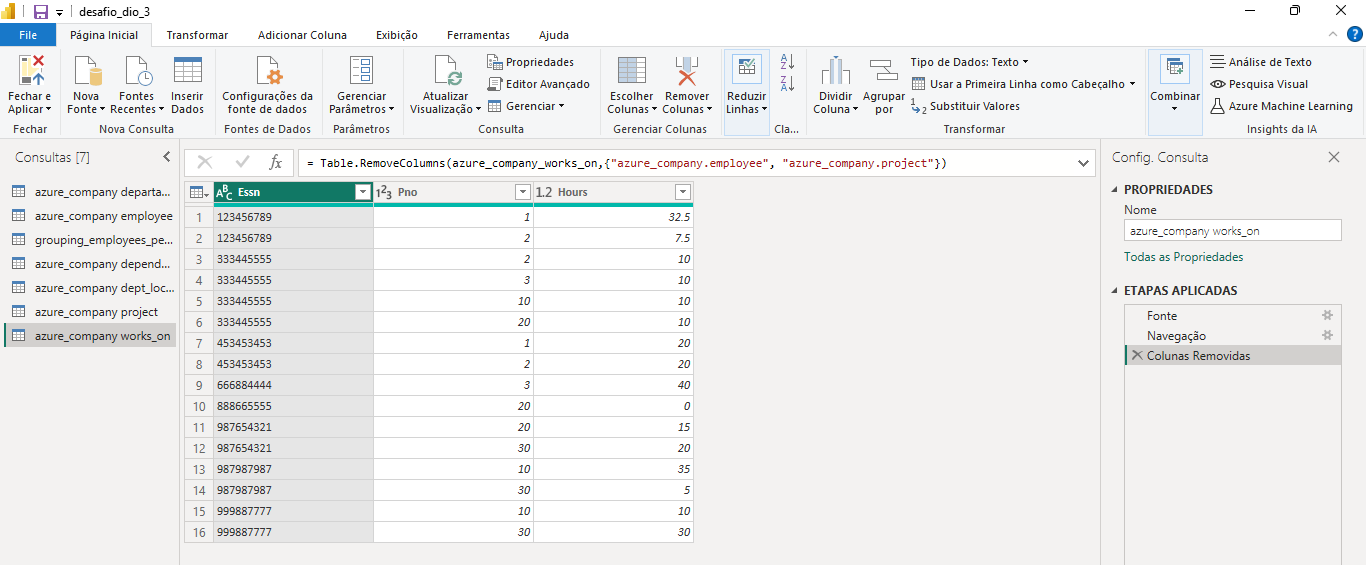 desafio_dio_3
File Página Inicial Transformar Adicionar Coluna Exibição Ferramentas Ajuda
Fechar e Aplicar
Fechar
Nova Fonte
Fontes Recentes
Inserir Dados
Nova Consulta
Configurações da fonte de dados
Fontes de Dados
Gerenciar Parâmetros
Parâmetros
Atualizar Visualização
Propriedades
Editor Avançado
Gerenciar
Consulta
Escolher Colunas
Remover Colunas
Gerenciar Colunas
Reduzir Linhas
Cla...
Dividir Coluna
Agrupar por
Tipo de Dados: Texto
Usar a Primeira Linha como Cabeçalho
Substituir Valores
Transformar
Combinar
Análise de Texto
Pesquisa Visual
Azure Machine Learning
Insights da IA
Consultas [7]
azure_company departa...
azure_company employee
grouping_employees_pe...
azure_company depend...
azure_company dept_loc...
azure_company project
azure_company works_on
fx = Table.RemoveColumns(azure_company_works_on,{"azure_company.employee", "azure_company.project"})
ABC Essn 123 Pno 1.2 Hours
1 123456789 1 32.5
2 123456789 2 7.5
3 333445555 2 10
4 333445555 3 10
5 333445555 10 10
6 333445555 20 10
7 453453453 1 20
8 453453453 2 20
9 666884444 3 40
10 888665555 20 0
11 987654321 20 15
12 987654321 30 20
13 987987987 10 35
14 987987987 30 5
15 999887777 10 10
16 999887777 30 30
Config. Consulta
PROPRIEDADES
Nome
azure_company works_on
Todas as Propriedades
ETAPAS APLICADAS
Fonte
Navegação
Colunas Removidas